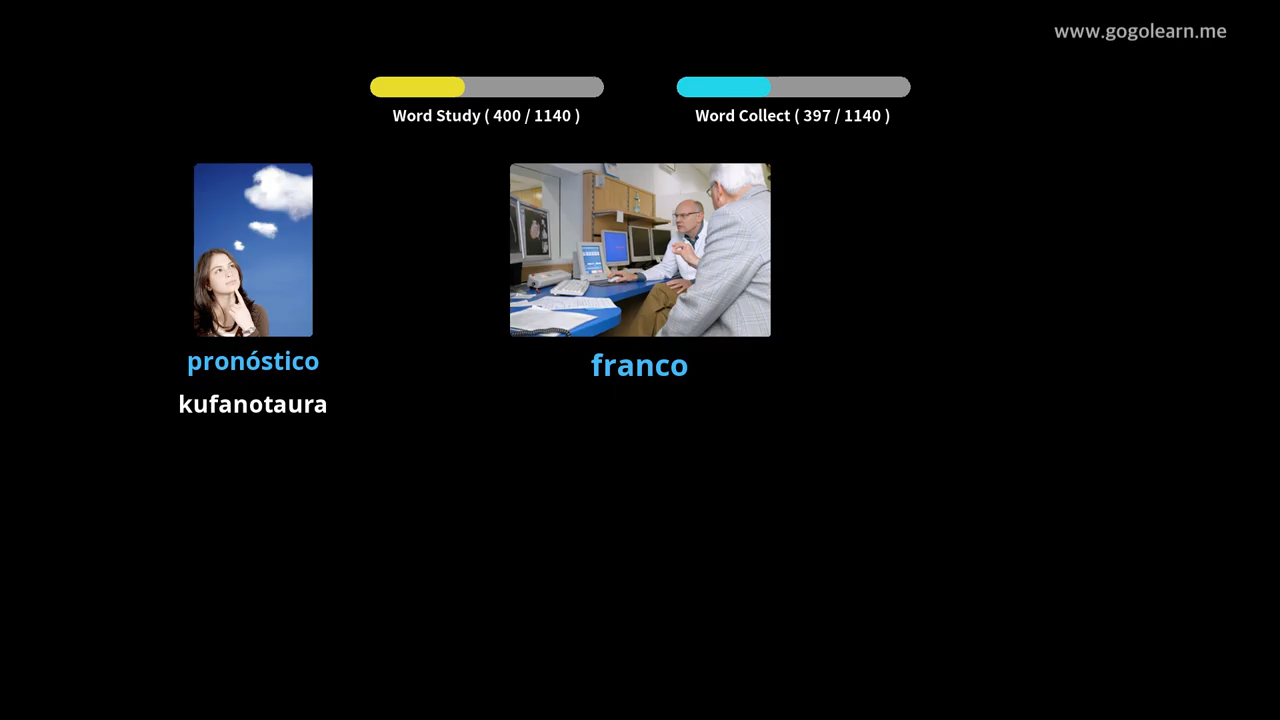 www.gogolearn.me
Word Study ( 400 / 1140 )
Word Collect ( 397 / 1140 )
pronóstico
franco
kufanotaura